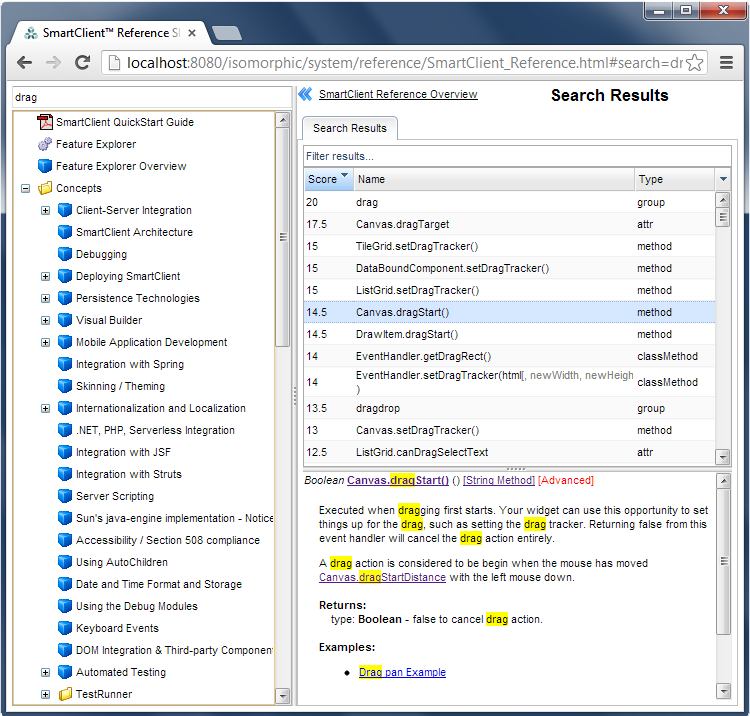 SmartClient™ Reference Sl
localhost:8080/isomorphic/system/reference/SmartClient_Reference.html#search=dr
drag
SmartClient QuickStart Guide
Feature Explorer
Feature Explorer Overview
Concepts
Client-Server Integration
SmartClient Architecture
Debugging
Deploying SmartClient
Persistence Technologies
Visual Builder
Mobile Application Development
Integration with Spring
Skinning / Theming
Internationalization and Localization
.NET, PHP, Serverless Integration
Integration with JSF
Integration with Struts
Server Scripting
Sun's java-engine implementation - Notice
Accessibility / Section 508 compliance
Using AutoChildren
Date and Time Format and Storage
Using the Debug Modules
Keyboard Events
DOM Integration & Third-party Component
Automated Testing
TestRunner
SmartClient Reference Overview
Search Results
Search Results
Filter results...
Score Name Type
20 drag group
17.5 Canvas.dragTarget attr
15 TileGrid.setDragTracker() method
15 DataBoundComponent.setDragTracker() method
15 ListGrid.setDragTracker() method
14.5 Canvas.dragStart() method
14.5 DrawItem.dragStart() method
14 EventHandler.getDragRect() classMethod
14 EventHandler.setDragTracker(html[, newWidth, newHeigh classMethod
)
13.5 dragdrop group
13 Canvas.setDragTracker() method
12.5 ListGrid.canDragSelectText attr
Boolean Canvas.dragStart() () [String Method] [Advanced]
Executed when dragging first starts. Your widget can use this opportunity to set
things up for the drag, such as setting the drag tracker. Returning false from this
event handler will cancel the drag action entirely.
A drag action is considered to be begin when the mouse has moved
Canvas.dragStartDistance with the left mouse down.
Returns:
type: Boolean - false to cancel drag action.
Examples:
• Drag pan Example